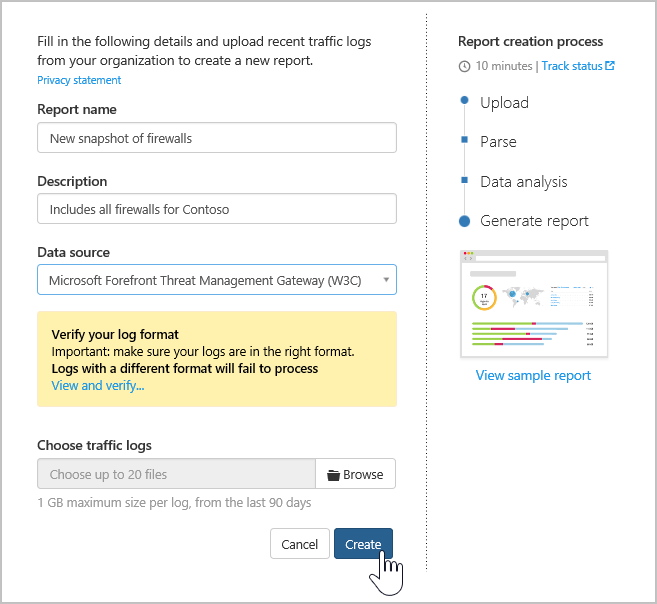 Fill in the following details and upload recent traffic logs
from your organization to create a new report.
Privacy statement
Report name
New snapshot of firewalls
Description
Includes all firewalls for Contoso
Data source
Microsoft Forefront Threat Management Gateway (W3C)
Verify your log format
Important: make sure your logs are in the right format.
Logs with a different format will fail to process
View and verify...
Choose traffic logs
Choose up to 20 files
Browse
1 GB maximum size per log, from the last 90 days
Cancel
Create
Report creation process
10 minutes | Track status
Upload
Parse
Data analysis
Generate report
17
View sample report